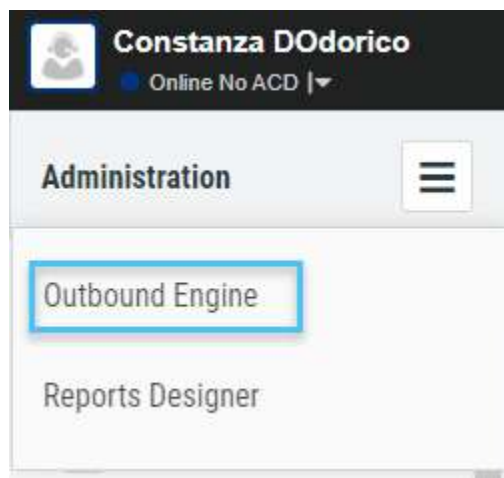 Constanza DOdorico
Online No ACD |
Administration
Outbound Engine
Reports Designer